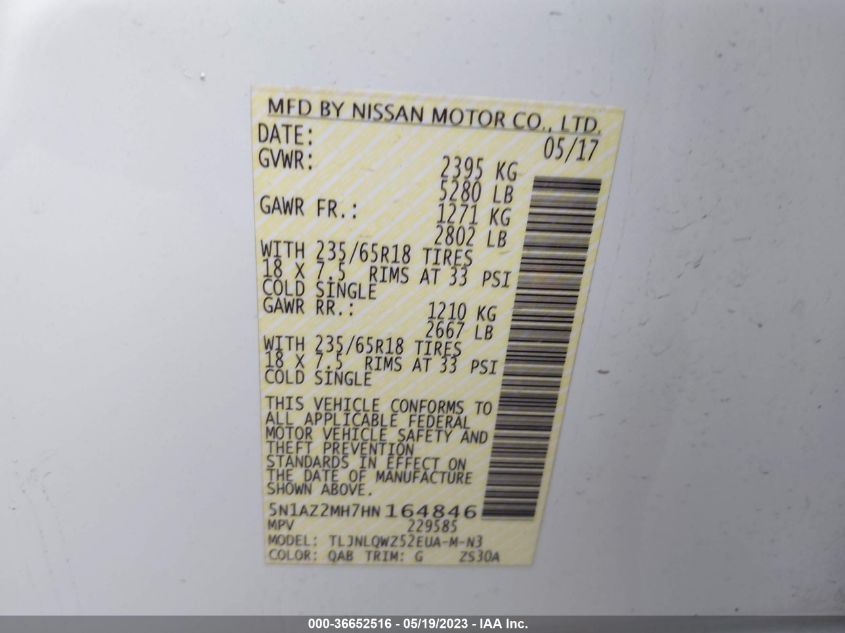 MFD BY NISSAN MOTOR CO., LTD.
DATE: 05/17
GVWR: 2395 KG
5280 LB
GAWR FR.: 1271 KG
2802 LB
WITH 235/65R18 TIRES
18 X 7.5 RIMS AT 33 PSI
COLD SINGLE
GAWR RR.: 1210 KG
2667 LB
WITH 235/65R18 TIRES
18 X 7.5 RIMS AT 33 PSI
COLD SINGLE
THIS VEHICLE CONFORMS TO
ALL APPLICABLE FEDERAL
MOTOR VEHICLE SAFETY AND
THEFT PREVENTION
STANDARDS IN EFFECT ON
THE DATE OF MANUFACTURE
SHOWN ABOVE.
5N1AZ2MH7HN164846
MPV 229585
MODEL: TLJNLQWZ52EUA-M-N3
COLOR: QAB TRIM: G ZS30A
000-36652516 - 05/19/2023 - IAA Inc.